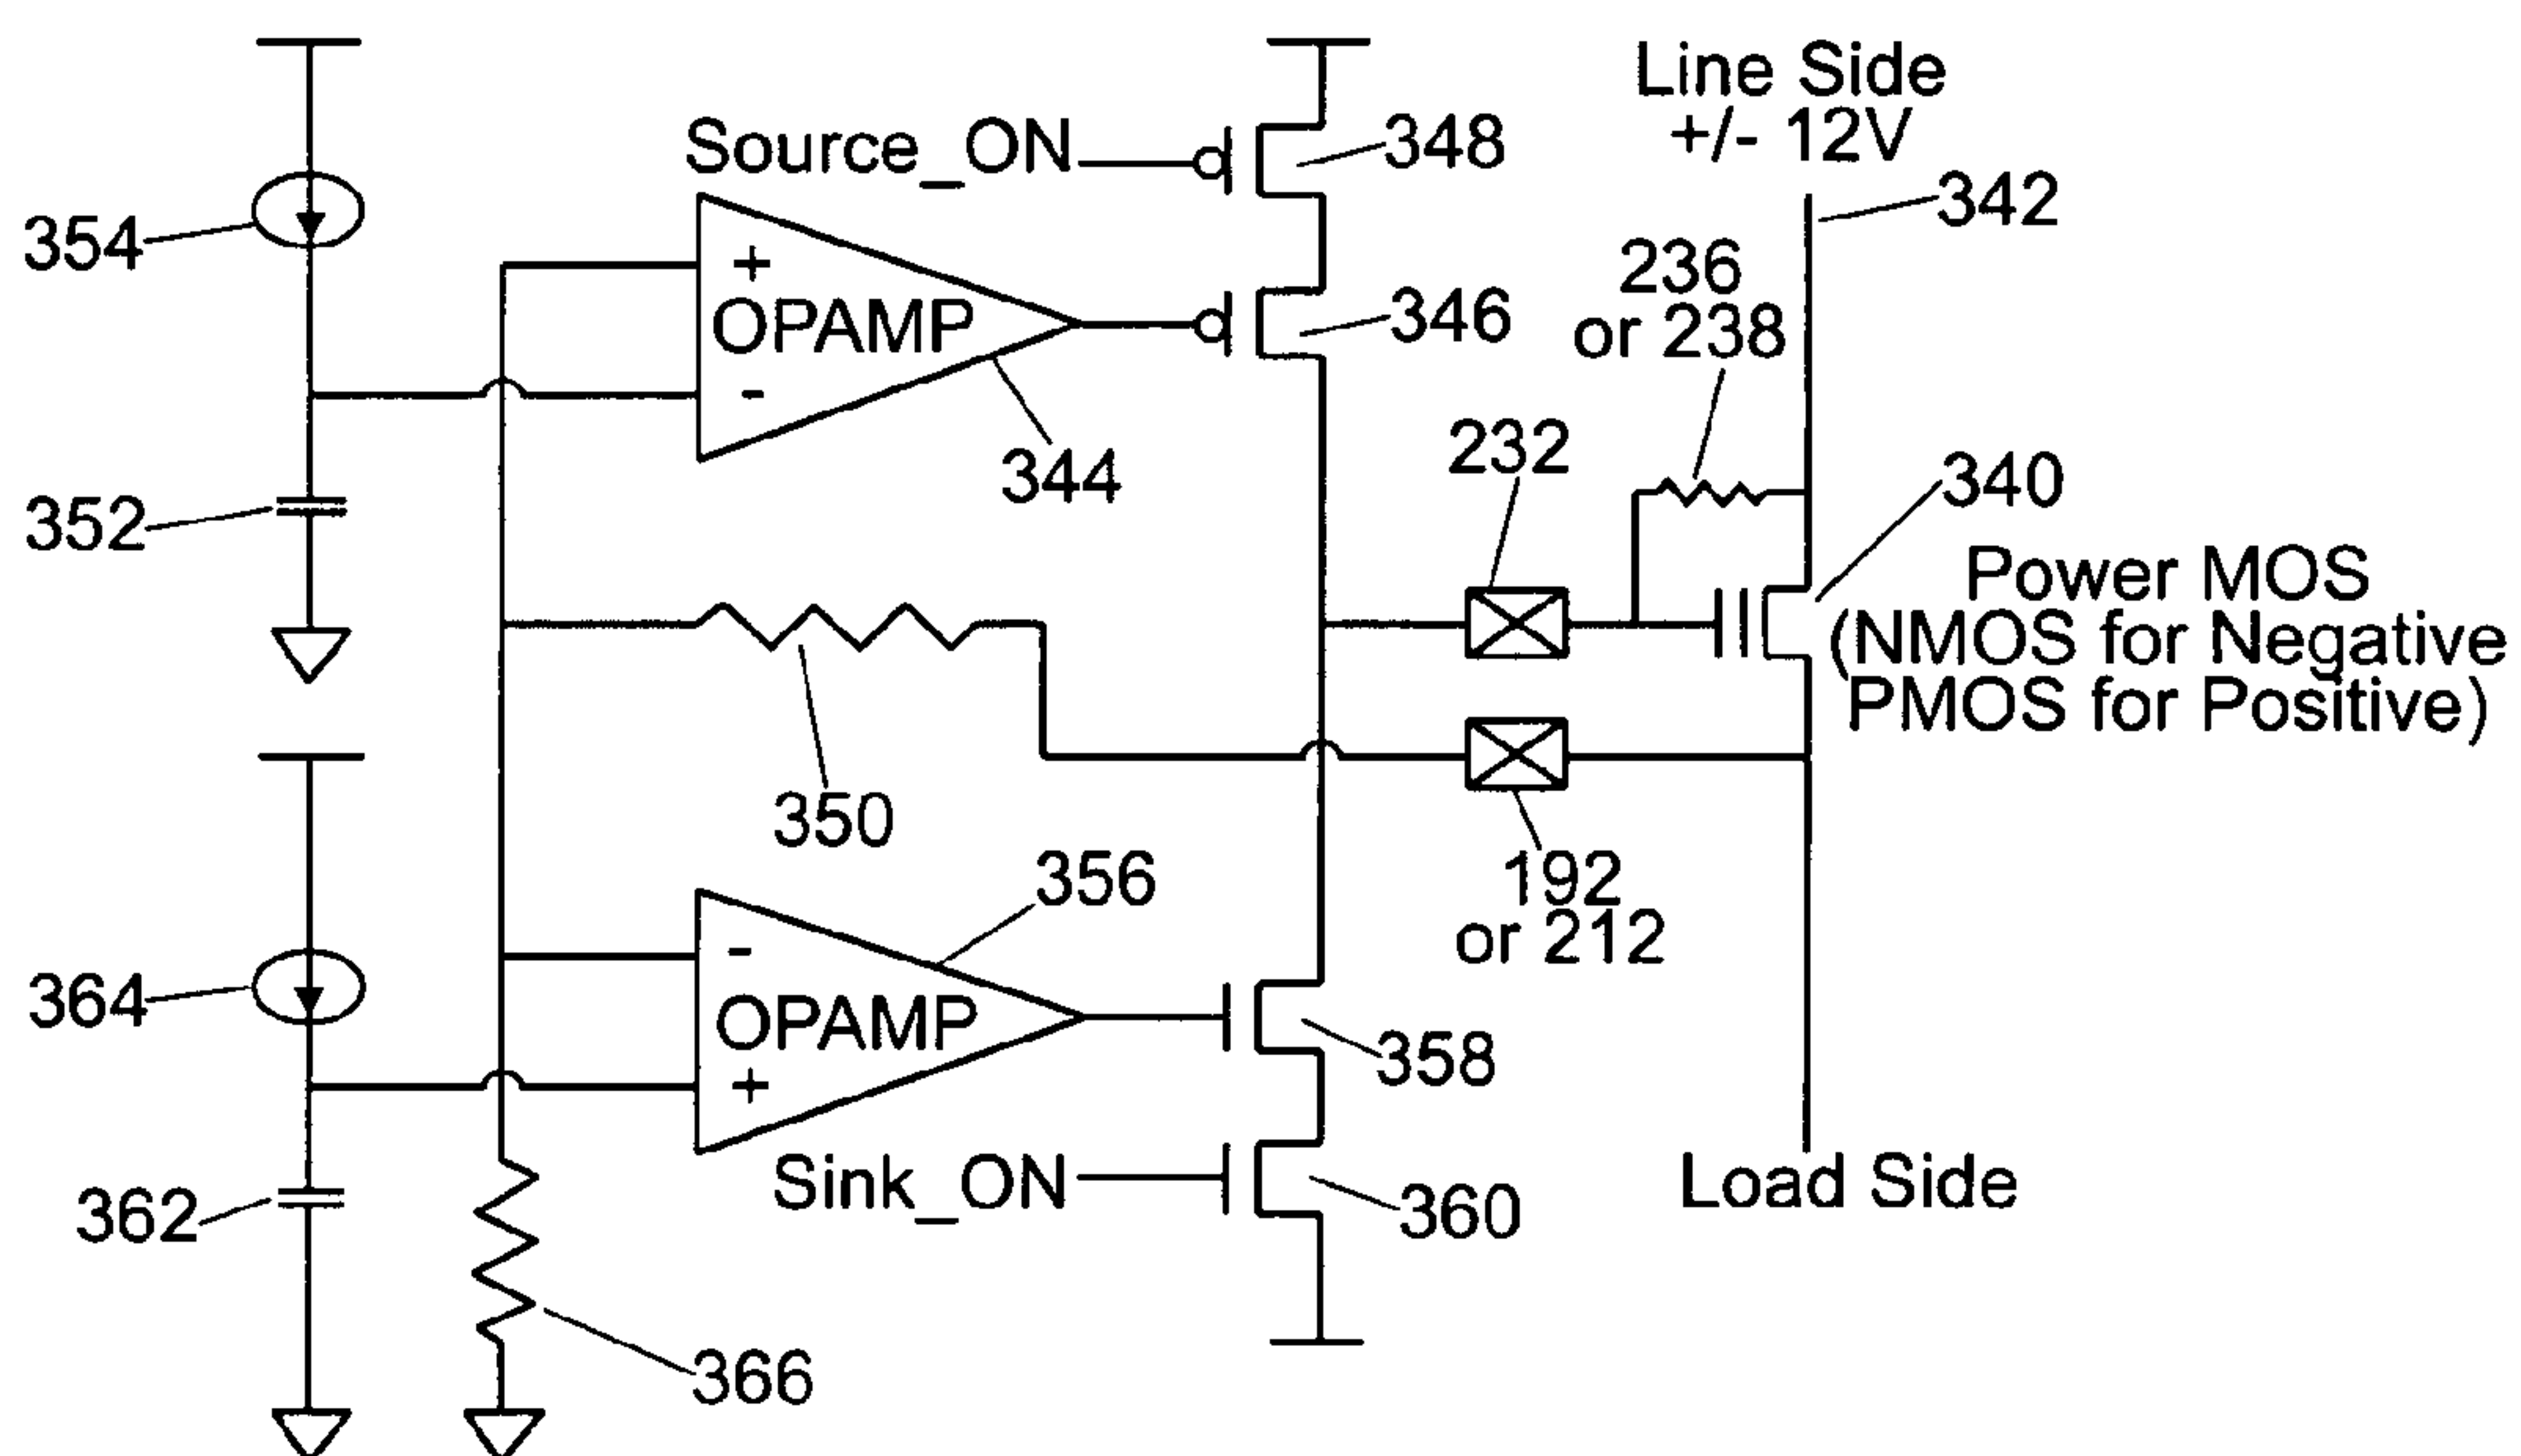 Line Side
+/- 12V
Source_ON
348
342
354
+
OPAMP
-
236
or 238
346
232
344
340
352
Power MOS
(NMOS for Negative
PMOS for Positive)
350
356
192
or 212
-
OPAMP
+
364
358
Sink_ON
Load Side
362
360
366